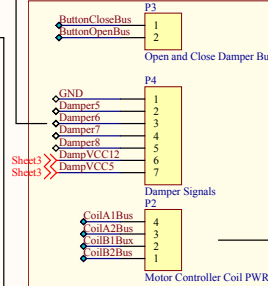 P3
ButtonCloseBus 1
ButtonOpenBus 2
Open and Close Damper Bu
P4
GND 1
Damper5 2
Damper6 3
Damper7 4
Damper8 5
Sheet3 DampVCC12 6
Sheet3 DampVCC5 7
Damper Signals
P2
CoilA1Bus 4
CoilA2Bus 3
CoilB1Bux 2
CoilB2Bus 1
Motor Controller Coil PWR